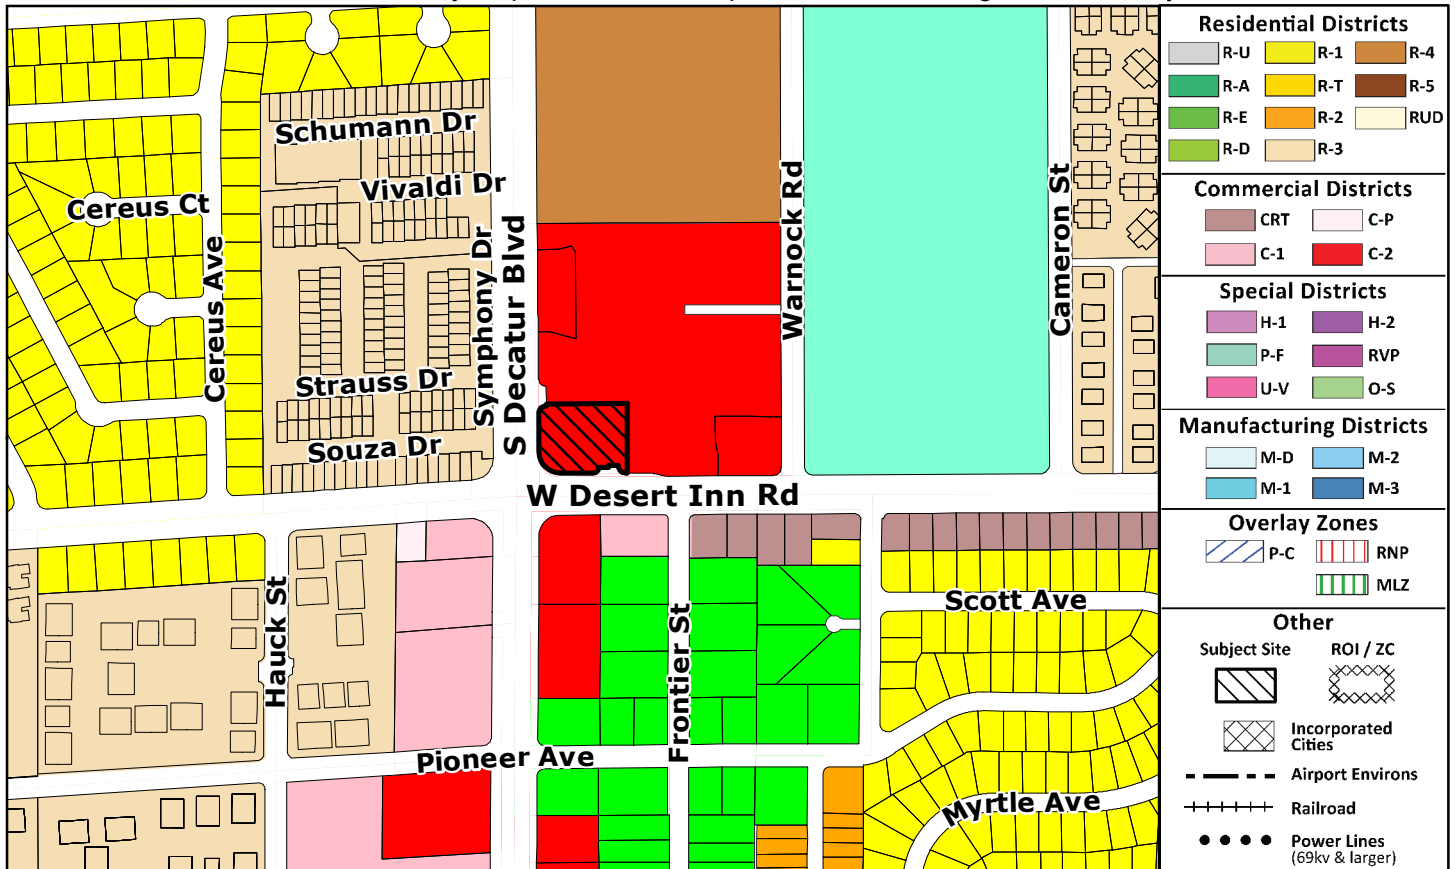 Schumann Dr
Vivaldi Dr
Cereus Ct
Cereus Ave
Symphony Dr
S Decatur Blvd
Warnock Rd
Cameron St
Strauss Dr
Souza Dr
W Desert Inn Rd
Hauck St
Frontier St
Scott Ave
Pioneer Ave
Myrtle Ave
Residential Districts
R-U R-1 R-4
R-A R-T R-5
R-E R-2 RUD
R-D R-3
Commercial Districts
CRT C-P
C-1 C-2
Special Districts
H-1 H-2
P-F RVP
U-V O-S
Manufacturing Districts
M-D M-2
M-1 M-3
Overlay Zones
P-C RNP
MLZ
Other
Subject Site ROI / ZC
Incorporated
Cities
Airport Environs
Railroad
Power Lines
(69kv & larger)